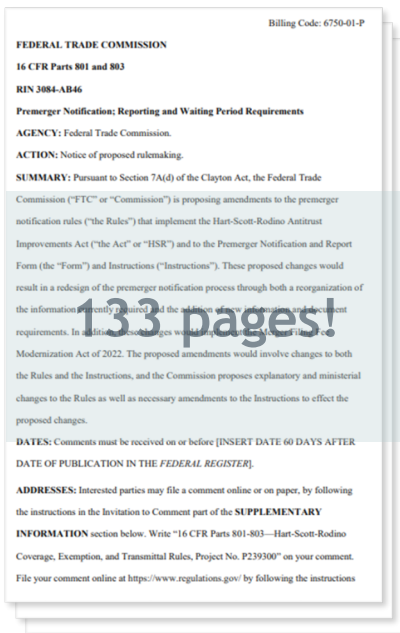 Billing Code: 6750-01-P
FEDERAL TRADE COMMISSION
16 CFR Parts 801 and 803
RIN 3084-AB46
Premerger Notification; Reporting and Waiting Period Requirements
AGENCY: Federal Trade Commission.
ACTION: Notice of proposed rulemaking.
SUMMARY: Pursuant to Section 7A(d) of the Clayton Act, the Federal Trade
Commission (“FTC” or “Commission”) is proposing amendments to the premerger
notification rules (“the Rules”) that implement the Hart-Scott-Rodino Antitrust
Improvements Act (“the Act” or “HSR”) and to the Premerger Notification and Report
Form (the “Form”) and Instructions (“Instructions”). These proposed changes would
result in a redesign of the premerger notification process through both a reorganization of
the information currently required and the addition of new information and document
133 pages!
requirements. In addition, these changes would implement the Merger Filing Fee
Modernization Act of 2022. The proposed amendments would involve changes to both
the Rules and the Instructions, and the Commission proposes explanatory and ministerial
changes to the Rules as well as necessary amendments to the Instructions to effect the
proposed changes.
DATES: Comments must be received on or before [INSERT DATE 60 DAYS AFTER
DATE OF PUBLICATION IN THE FEDERAL REGISTER].
ADDRESSES: Interested parties may file a comment online or on paper, by following
the instructions in the Invitation to Comment part of the SUPPLEMENTARY
INFORMATION section below. Write “16 CFR Parts 801-803—Hart-Scott-Rodino
Coverage, Exemption, and Transmittal Rules, Project No. P239300” on your comment.
File your comment online at https://www.regulations.gov/ by following the instructions